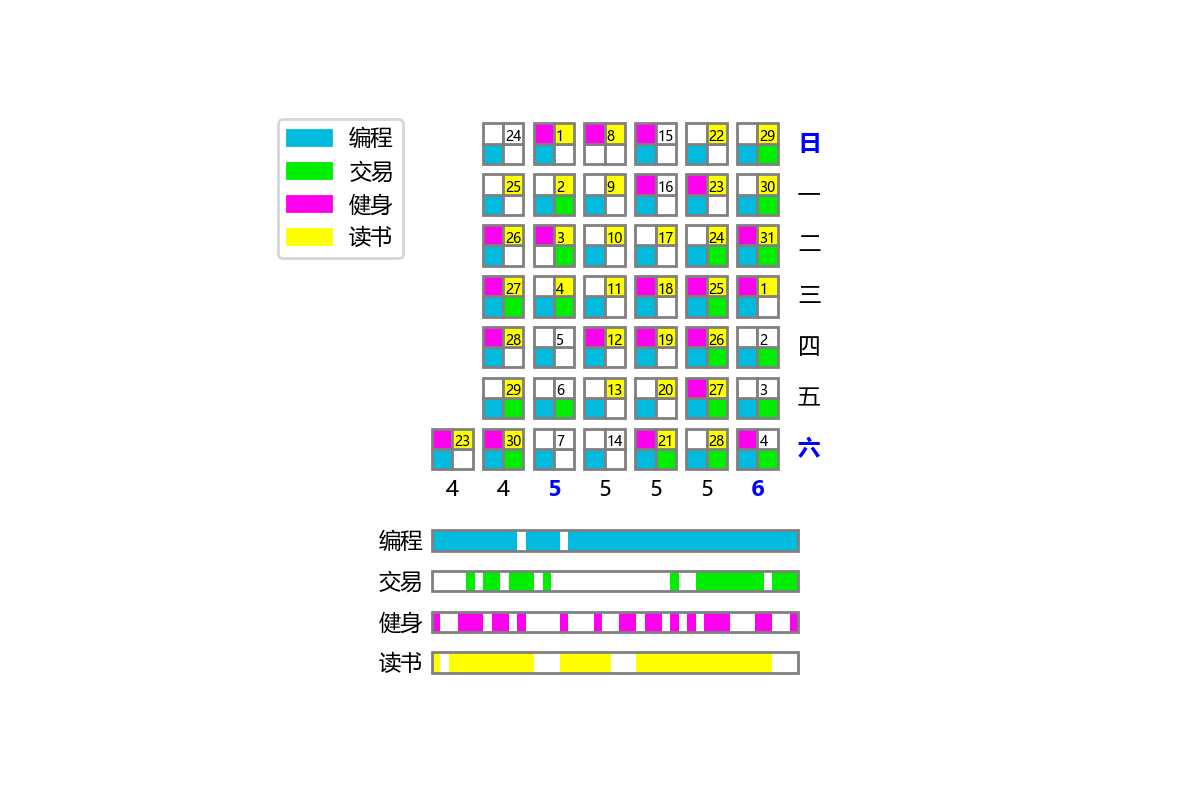 编程
交易
健身
读书
24 1 8 15 22 29 日
25 2 9 16 23 30 一
26 3 10 17 24 31 二
27 4 11 18 25 1 三
28 5 12 19 26 2 四
29 6 13 20 27 3 五
23 30 7 14 21 28 4 六
4 4 5 5 5 5 6
编程
交易
健身
读书